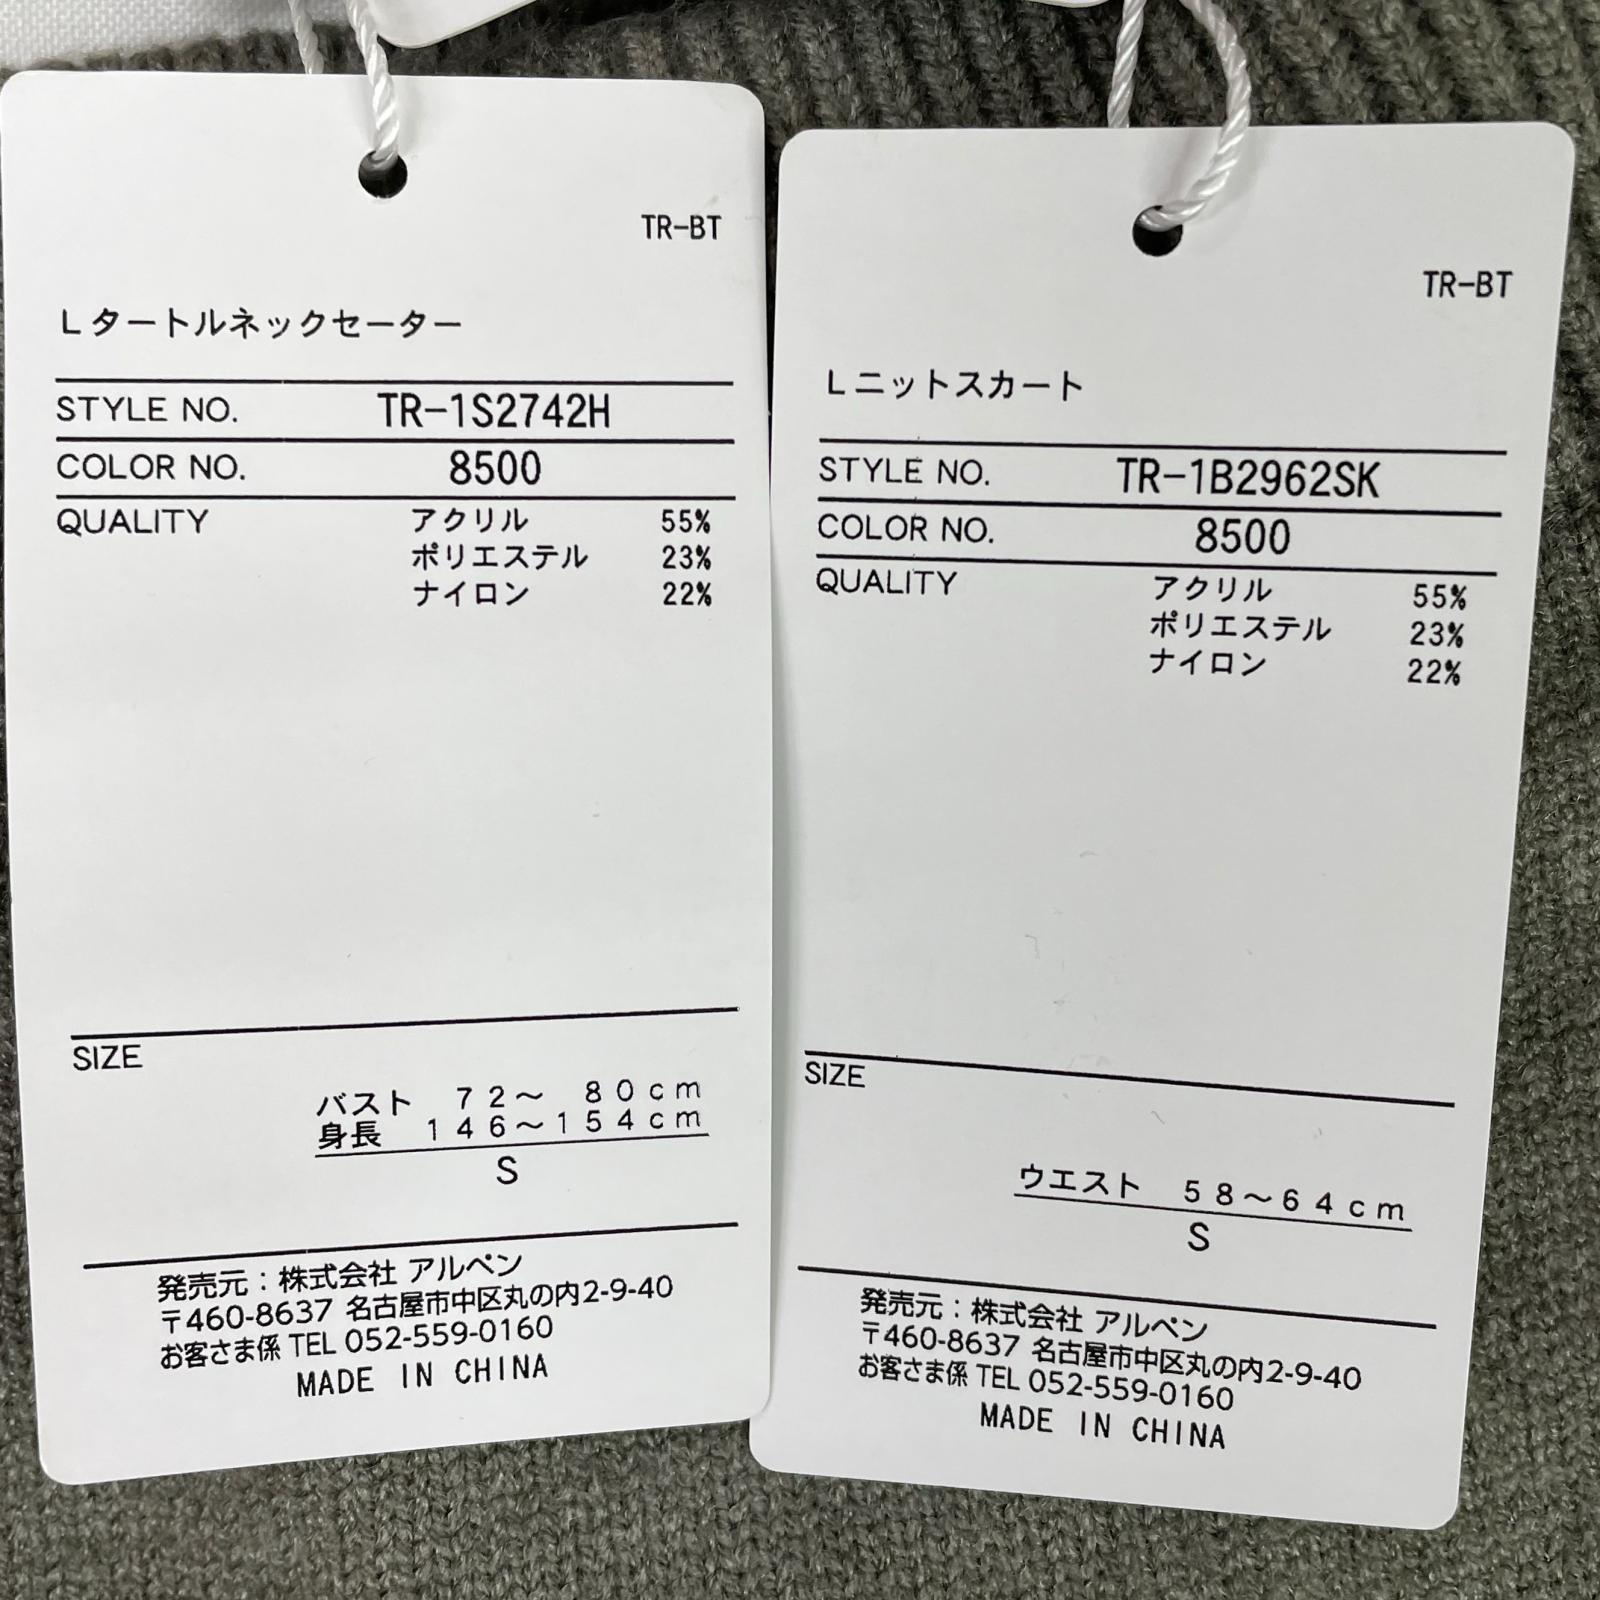 TR-BT
Lタートルネックセーター
STYLE NO. TR-1S2742H
COLOR NO. 8500
QUALITY アクリル 55%
ポリエステル 23%
ナイロン 22%
SIZE
バスト 72～ 80cm
身長 146～154cm
S
発売元：株式会社 アルペン
〒460-8637 名古屋市中区丸の内2-9-40
お客さま係 TEL 052-559-0160
MADE IN CHINA
TR-BT
Lニットスカート
STYLE NO. TR-1B2962SK
COLOR NO. 8500
QUALITY アクリル 55%
ポリエステル 23%
ナイロン 22%
SIZE
ウエスト 58～64cm
S
発売元：株式会社 アルペン
〒460-8637 名古屋市中区丸の内2-9-40
お客さま係 TEL 052-559-0160
MADE IN CHINA